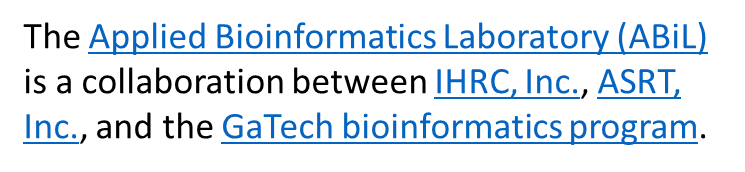 The Applied Bioinformatics Laboratory (ABiL)
is a collaboration between IHRC, Inc., ASRT,
Inc., and the GaTech bioinformatics program.